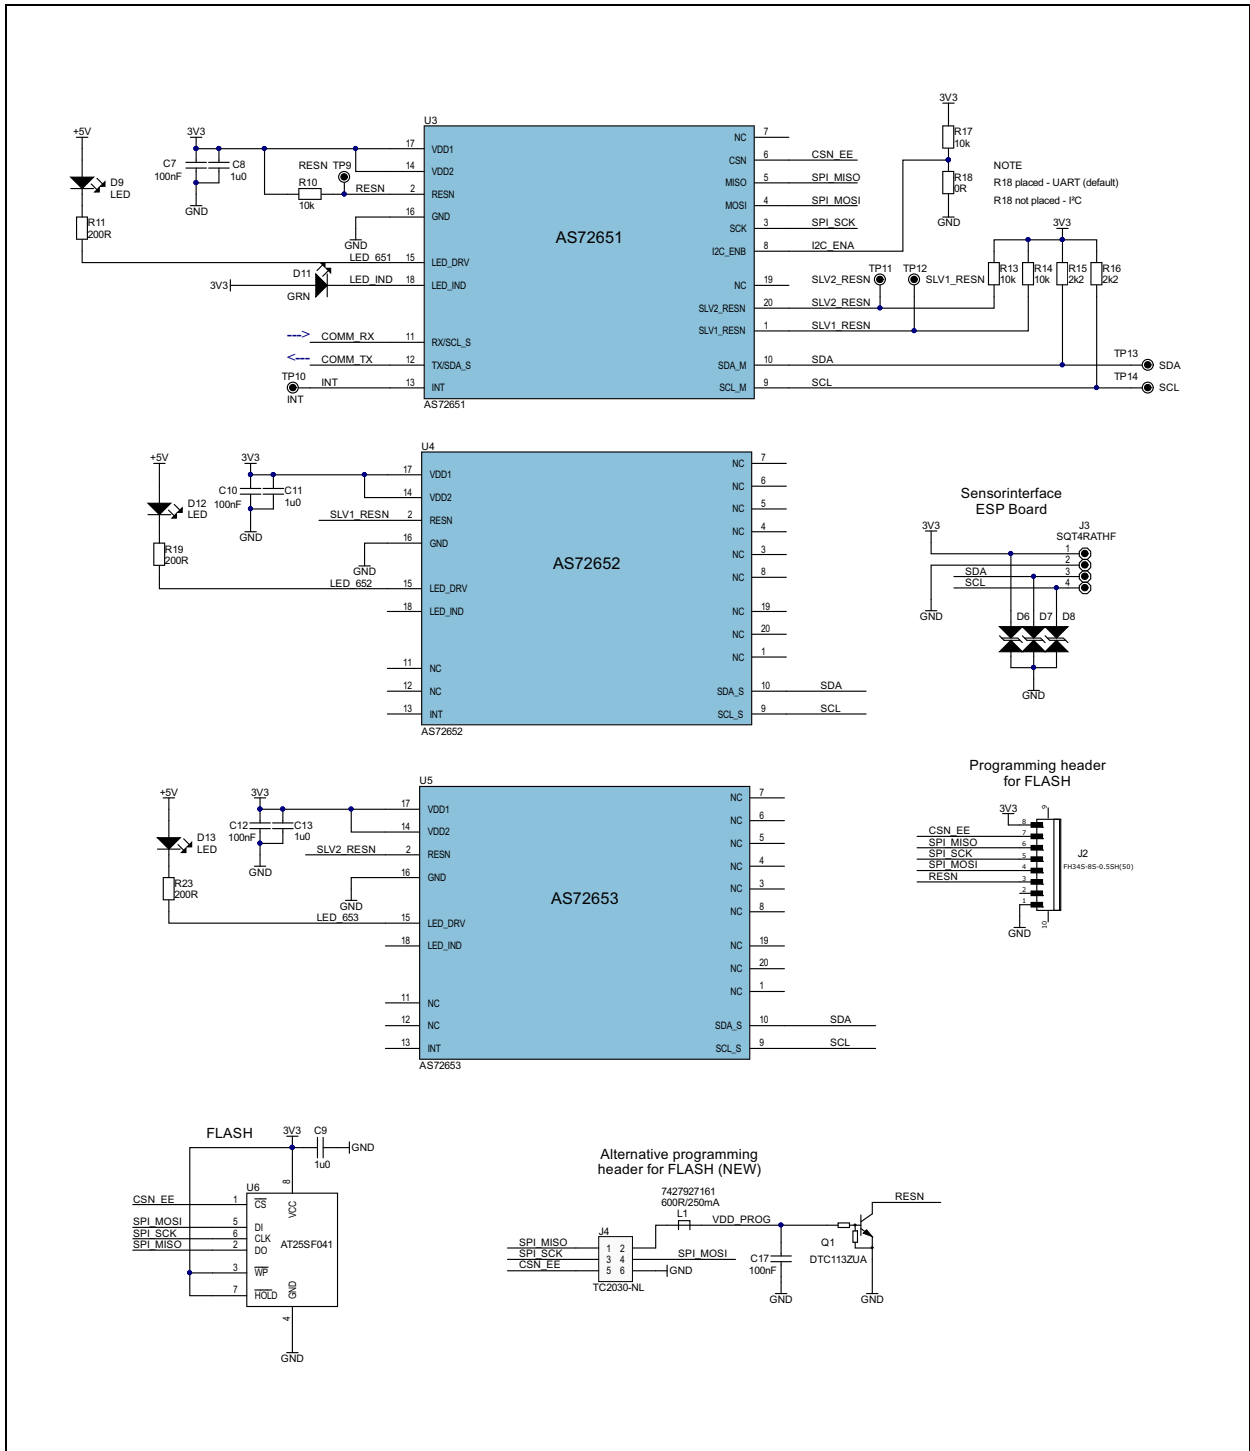 U3
AS72651
AS72651
+5V
D9
LED
R11
200R
3V3
C7
100nF
C8
1u0
GND
RESN TP9
R10
10k
RESN
GND
LED_651
D11
GRN
3V3
LED_IND
---> COMM_RX
<--- COMM_TX
TP10
INT
INT
17 VDD1
14 VDD2
2 RESN
16 GND
15 LED_DRV
18 LED_IND
11 RX/SCL_S
12 TX/SDA_S
13 INT
NC 7
CSN 6 CSN_EE
MISO 5 SPI_MISO
MOSI 4 SPI_MOSI
SCK 3 SPI_SCK
I2C_ENB 8 I2C_ENA
NC 19
SLV2_RESN 20 SLV2_RESN
SLV1_RESN 1 SLV1_RESN
SDA_M 10 SDA
SCL_M 9 SCL
3V3
R17
10k
R18
0R
GND
NOTE
R18 placed - UART (default)
R18 not placed - I²C
3V3
SLV2_RESN TP11
TP12 SLV1_RESN
R13
10k
R14
10k
R15
2k2
R16
2k2
TP13
SDA
TP14
SCL
U4
AS72652
AS72652
+5V
D12
LED
R19
200R
3V3
C10
100nF
C11
1u0
GND
SLV1_RESN
GND
LED_652
17 VDD1
14 VDD2
2 RESN
16 GND
15 LED_DRV
18 LED_IND
11 NC
12 NC
13 INT
NC 7
NC 6
NC 5
NC 4
NC 3
NC 8
NC 19
NC 20
NC 1
SDA_S 10 SDA
SCL_S 9 SCL
Sensorinterface
ESP Board
J3
SQT4RATHF
3V3
1
2
SDA 3
SCL 4
GND
D6 D7 D8
GND
U5
AS72653
AS72653
+5V
D13
LED
R23
200R
3V3
C12
100nF
C13
1u0
GND
SLV2_RESN
GND
LED_653
17 VDD1
14 VDD2
2 RESN
16 GND
15 LED_DRV
18 LED_IND
11 NC
12 NC
13 INT
NC 7
NC 6
NC 5
NC 4
NC 3
NC 8
NC 19
NC 20
NC 1
SDA_S 10 SDA
SCL_S 9 SCL
Programming header
for FLASH
3V3
9
8
CSN_EE 7
SPI_MISO 6
SPI_SCK 5
SPI_MOSI 4
RESN 3
2
1
10
GND
J2
FH34S-8S-0.5SH(50)
FLASH
3V3
C9
1u0
GND
U6
AT25SF041
8 VCC
CSN_EE 1 CS
SPI_MOSI 5 DI
SPI_SCK 6 CLK
SPI_MISO 2 DO
3 WP
7 HOLD
GND 4
GND
Alternative programming
header for FLASH (NEW)
7427927161
600R/250mA
L1
VDD_PROG
J4
SPI_MISO 1 2
SPI_SCK 3 4 SPI_MOSI
CSN_EE 5 6 GND
TC2030-NL
C17
100nF
GND
Q1
DTC113ZUA
RESN
GND